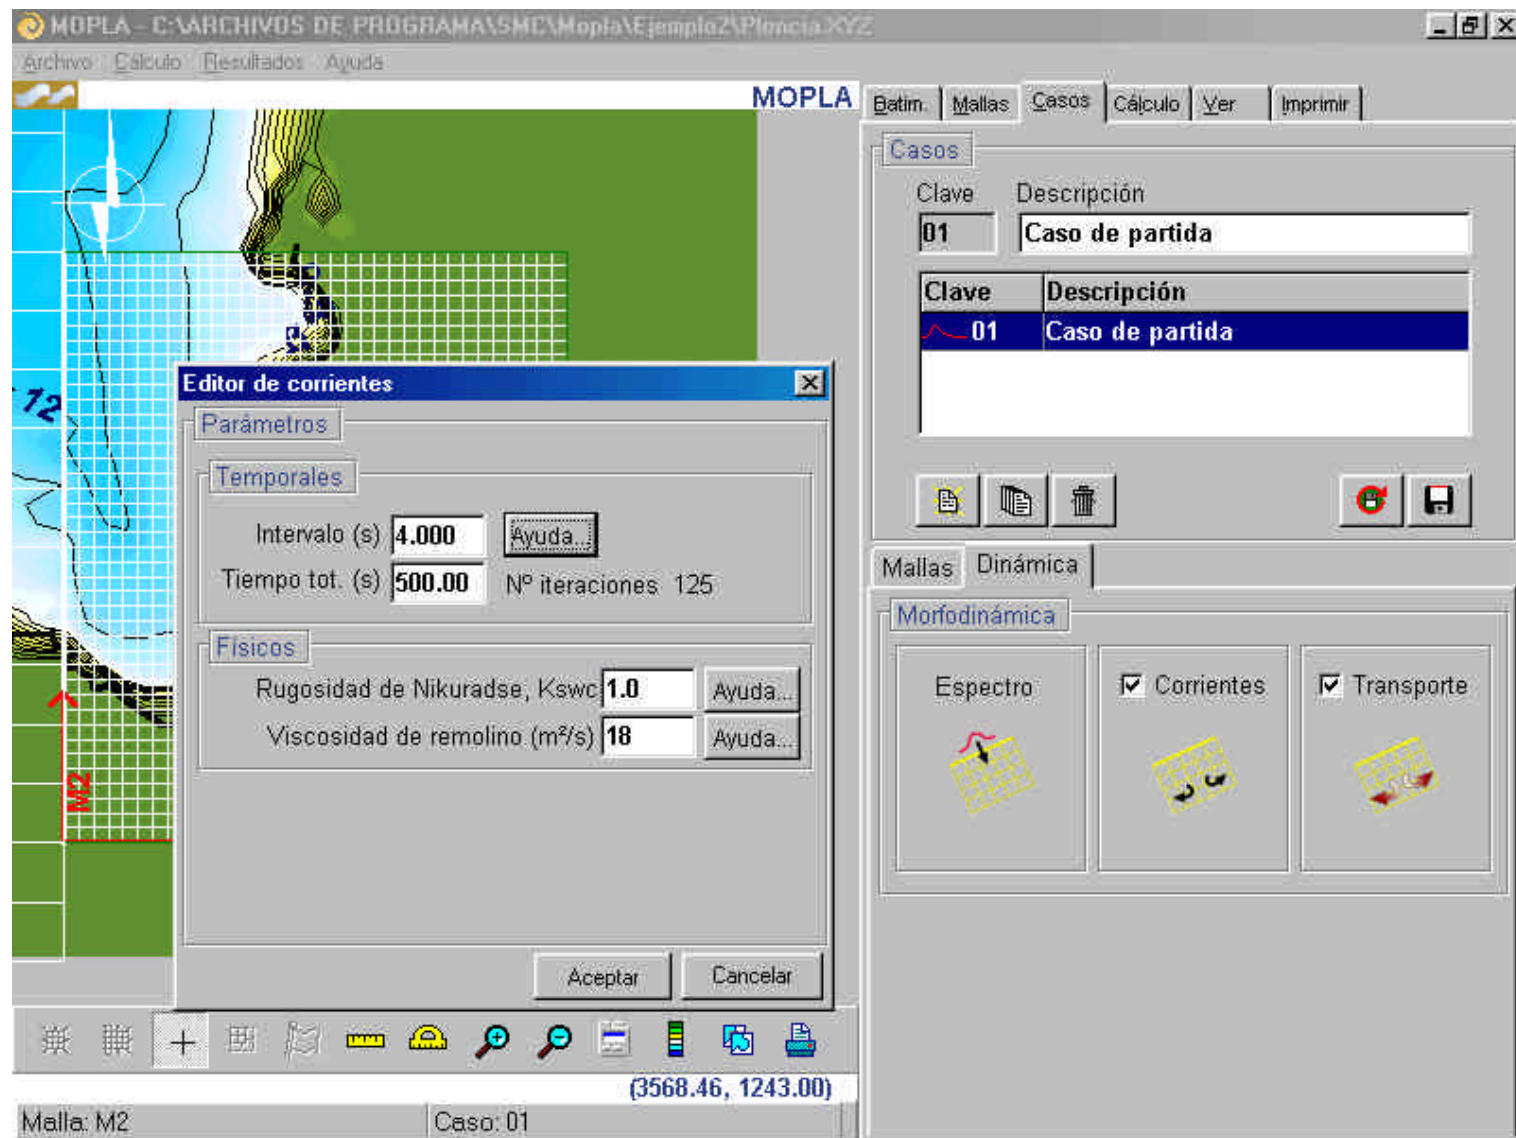 MOPLA - C:\ARCHIVOS DE PROGRAMA\SMC\Mopla\Ejemplo2\Plencia.XYZ
Archivo Cálculo Resultados Ayuda
MOPLA
Batim. Mallas Casos Cálculo Ver Imprimir
Casos
Clave Descripción
01 Caso de partida
Clave Descripción
01 Caso de partida
12
Editor de corrientes
Parámetros
Temporales
Intervalo (s) 4.000 Ayuda...
Tiempo tot. (s) 500.00 Nº iteraciones 125
Físicos
Rugosidad de Nikuradse, Kswc 1.0 Ayuda...
Viscosidad de remolino (m²/s) 18 Ayuda...
Aceptar Cancelar
M2
Mallas Dinámica
Morfodinámica
Espectro Corrientes Transporte
(3568.46, 1243.00)
Malla: M2 Caso: 01